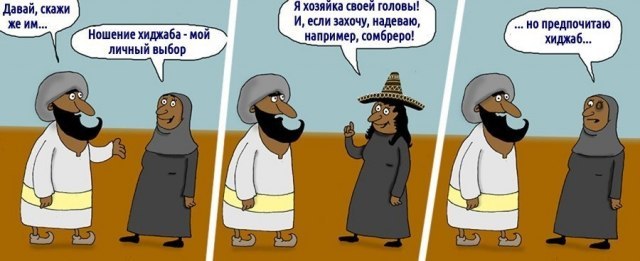 Давай, скажи
же им...
Ношение хиджаба - мой
личный выбор
Я хозяйка своей головы!
И, если захочу, надеваю,
например, сомбреро!
... но предпочитаю
хиджаб...